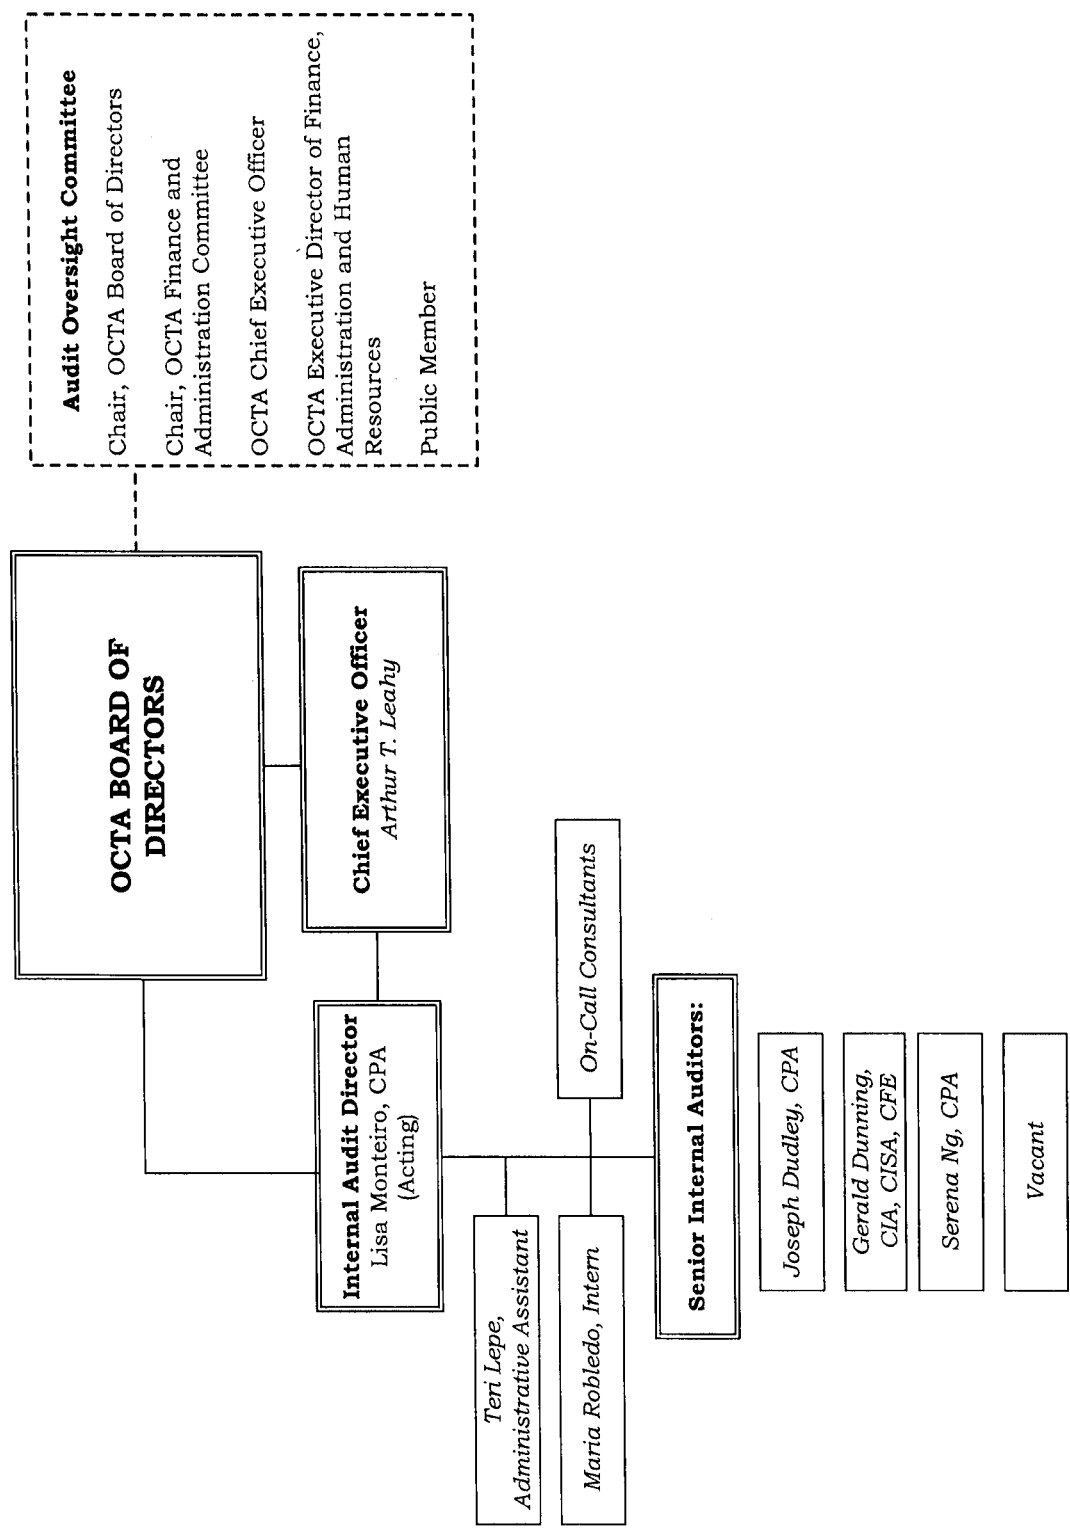 OCTA BOARD OF
DIRECTORS
Audit Oversight Committee
Chair, OCTA Board of Directors
Chair, OCTA Finance and
Administration Committee
OCTA Chief Executive Officer
OCTA Executive Director of Finance,
Administration and Human
Resources
Public Member
Chief Executive Officer
Arthur T. Leahy
Internal Audit Director
Lisa Monteiro, CPA
(Acting)
Teri Lepe,
Administrative Assistant
Maria Robledo, Intern
On-Call Consultants
Senior Internal Auditors:
Joseph Dudley, CPA
Gerald Dunning,
CIA, CISA, CFE
Serena Ng, CPA
Vacant